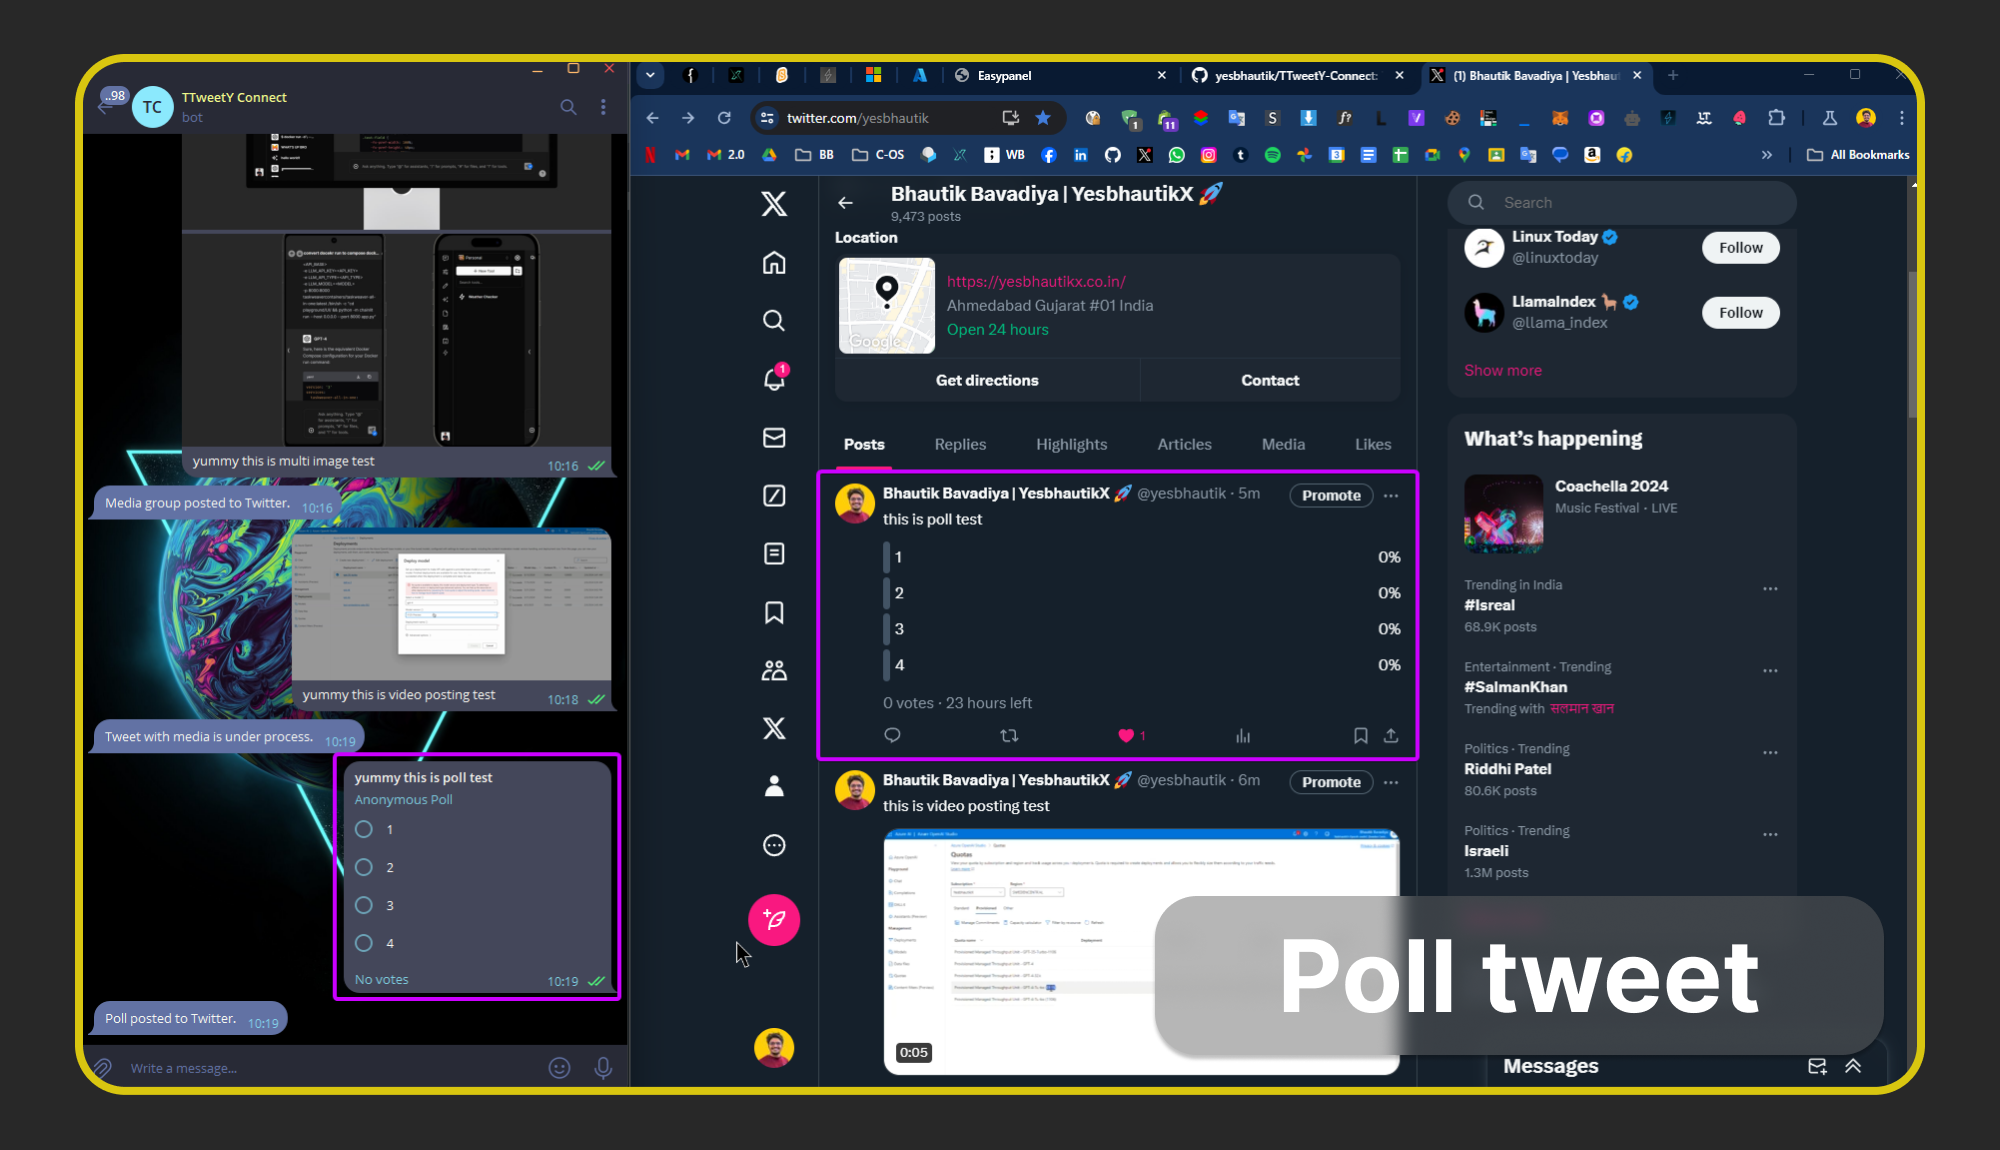 ..98
TC
TTweetY Connect
bot
yummy this is multi image test
10:16
Media group posted to Twitter.
10:16
yummy this is video posting test
10:18
Tweet with media is under process.
10:19
yummy this is poll test
Anonymous Poll
1
2
3
4
No votes
10:19
Poll posted to Twitter.
10:19
Write a message...
Easypanel
yesbhautik/TTweetY-Connect:
(1) Bhautik Bavadiya | Yesbhau
twitter.com/yesbhautik
1
11
2.0
BB
C-OS
WB
All Bookmarks
Bhautik Bavadiya | YesbhautikX 🚀
9,473 posts
Location
Google
https://yesbhautikx.co.in/
Ahmedabad Gujarat #01 India
Open 24 hours
Get directions
Contact
Posts
Replies
Highlights
Articles
Media
Likes
1
Bhautik Bavadiya | YesbhautikX 🚀 @yesbhautik · 5m
Promote
this is poll test
1 0%
2 0%
3 0%
4 0%
0 votes · 23 hours left
1
Bhautik Bavadiya | YesbhautikX 🚀 @yesbhautik · 6m
Promote
this is video posting test
Quotas
0:05
Search
Linux Today
@linuxtoday
Follow
LlamaIndex 🦙
@llama_index
Follow
Show more
What's happening
Coachella 2024
Music Festival · LIVE
Trending in India
#Isreal
68.9K posts
Entertainment · Trending
#SalmanKhan
Trending with सलमान खान
Politics · Trending
Riddhi Patel
80.6K posts
Politics · Trending
Israeli
1.3M posts
Poll tweet
Messages